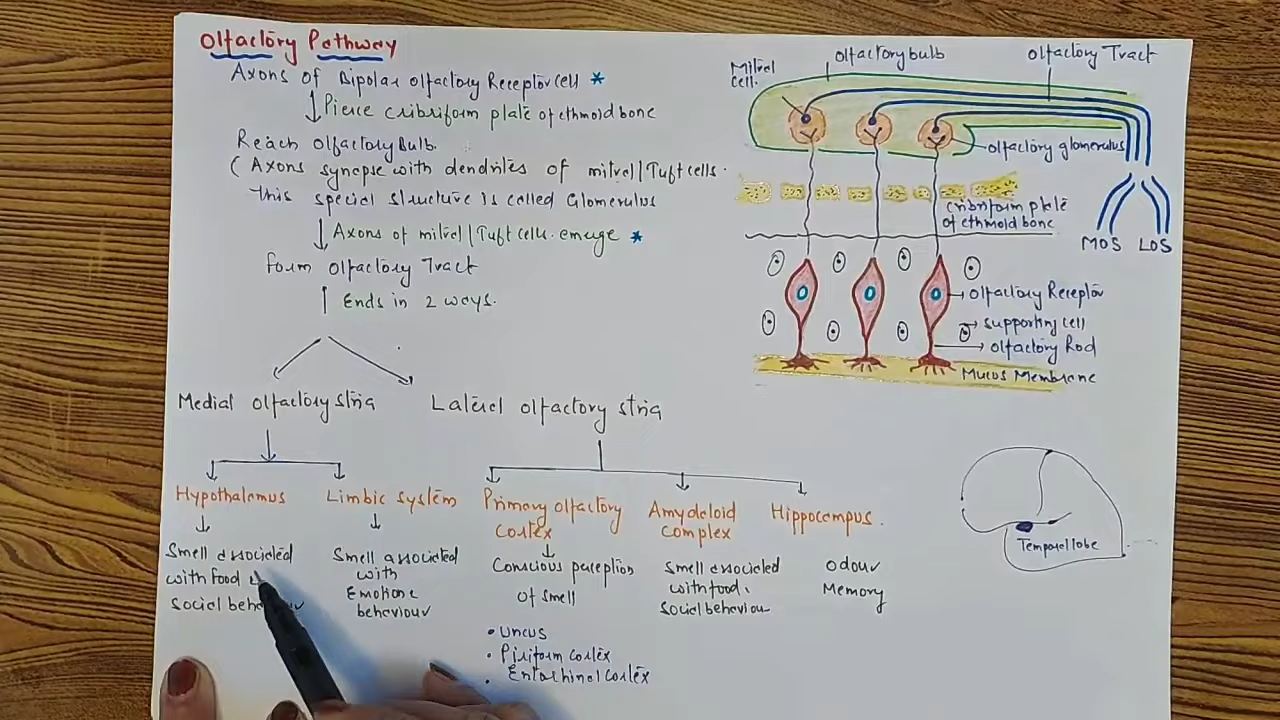 Olfactory Pathway
Axons of Bipolar olfactory Receptor cell *
Pierce cribriform plate of ethmoid bone
Reach Olfactory Bulb.
( Axons synapse with dendrites of mitral/Tuft cells.
This special structure is called Glomerulus
Axons of mitral/Tuft cells. emerge *
Form olfactory Tract
Ends in 2 ways.
Medial olfactory stria
Lateral olfactory stria
Hypothalamus
Smell associated
with Food
social
Limbic system
Smell associated
with
Emotional
behaviour
Primary olfactory
cortex
Conscious perception
of smell
• Uncus
• Piriform cortex
• Entorhinal cortex
Amydeloid
complex
Smell associated
with food.
social behaviour
Hippocampus.
odour
Memory
Mitral
cell.
olfactory bulb
olfactory Tract
olfactory glomerulus
cribriform plate
of ethmoid bone
MOS LOS
olfactory Receptor
supporting cell
olfactory Rod
Mucus Membrane
Temporal lobe